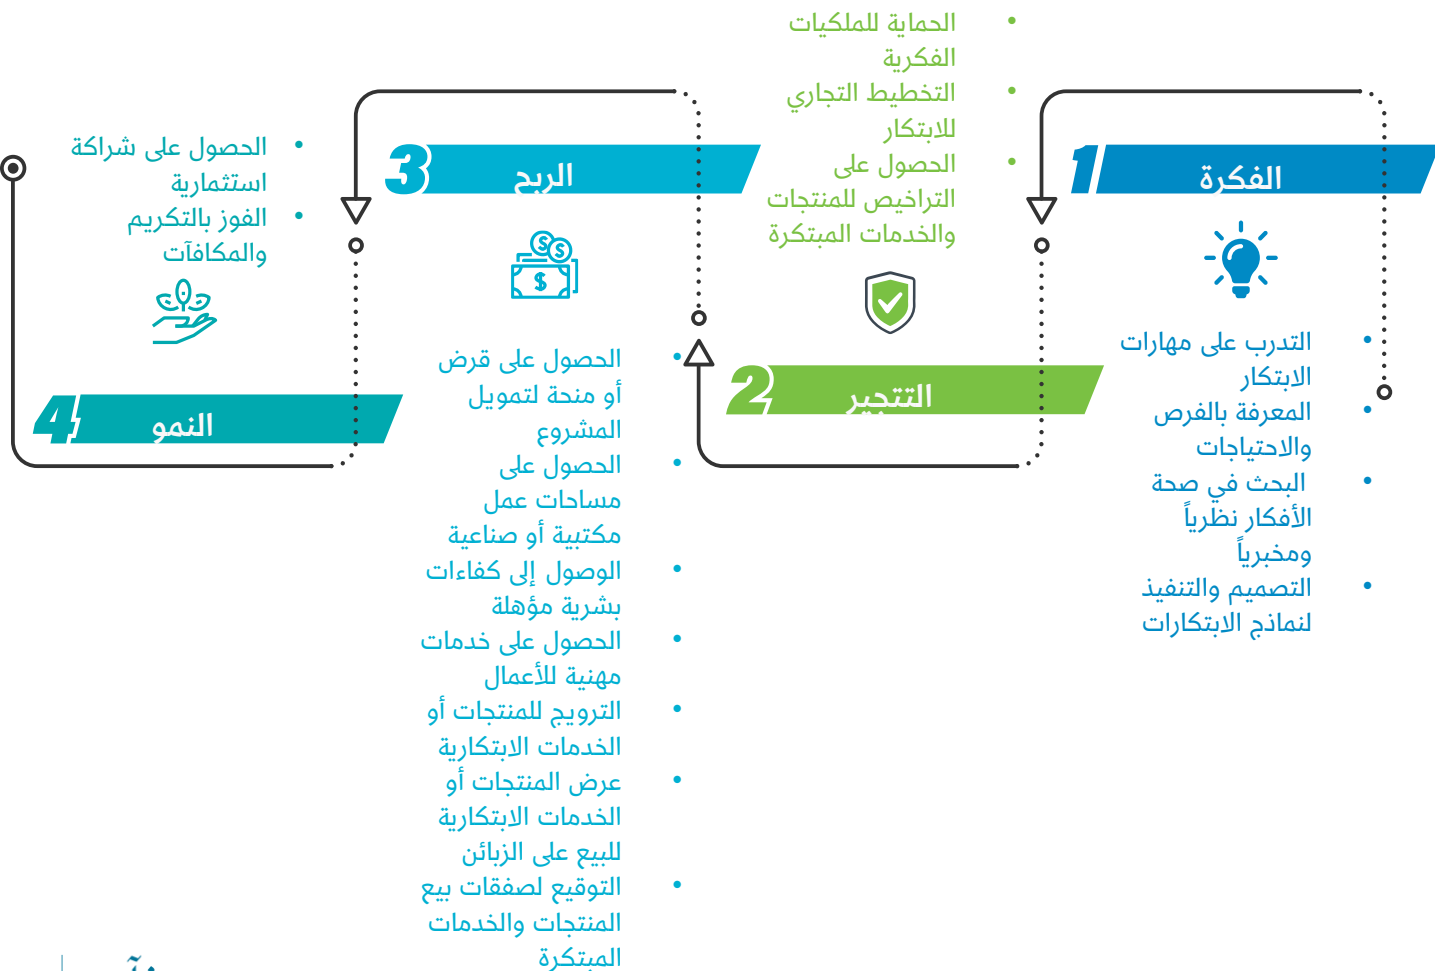 1
الفكرة
• التدرب على مهارات
الابتكار
• المعرفة بالفرص
والاحتياجات
• البحث في صحة
الأفكار نظرياً
ومخبرياً
• التصميم والتنفيذ
لنماذج الابتكارات
• الحماية للملكيات
الفكرية
• التخطيط التجاري
للابتكار
• الحصول على
التراخيص للمنتجات
والخدمات المبتكرة
2
التتجير
3
الربح
• الحصول على قرض
أو منحة لتمويل
المشروع
• الحصول على
مساحات عمل
مكتبية أو صناعية
• الوصول إلى كفاءات
بشرية مؤهلة
• الحصول على خدمات
مهنية للأعمال
• الترويج للمنتجات أو
الخدمات الابتكارية
• عرض المنتجات أو
الخدمات الابتكارية
للبيع على الزبائن
• التوقيع لصفقات بيع
المنتجات والخدمات
المبتكرة
• الحصول على شراكة
استثمارية
• الفوز بالتكريم
والمكافآت
4
النمو